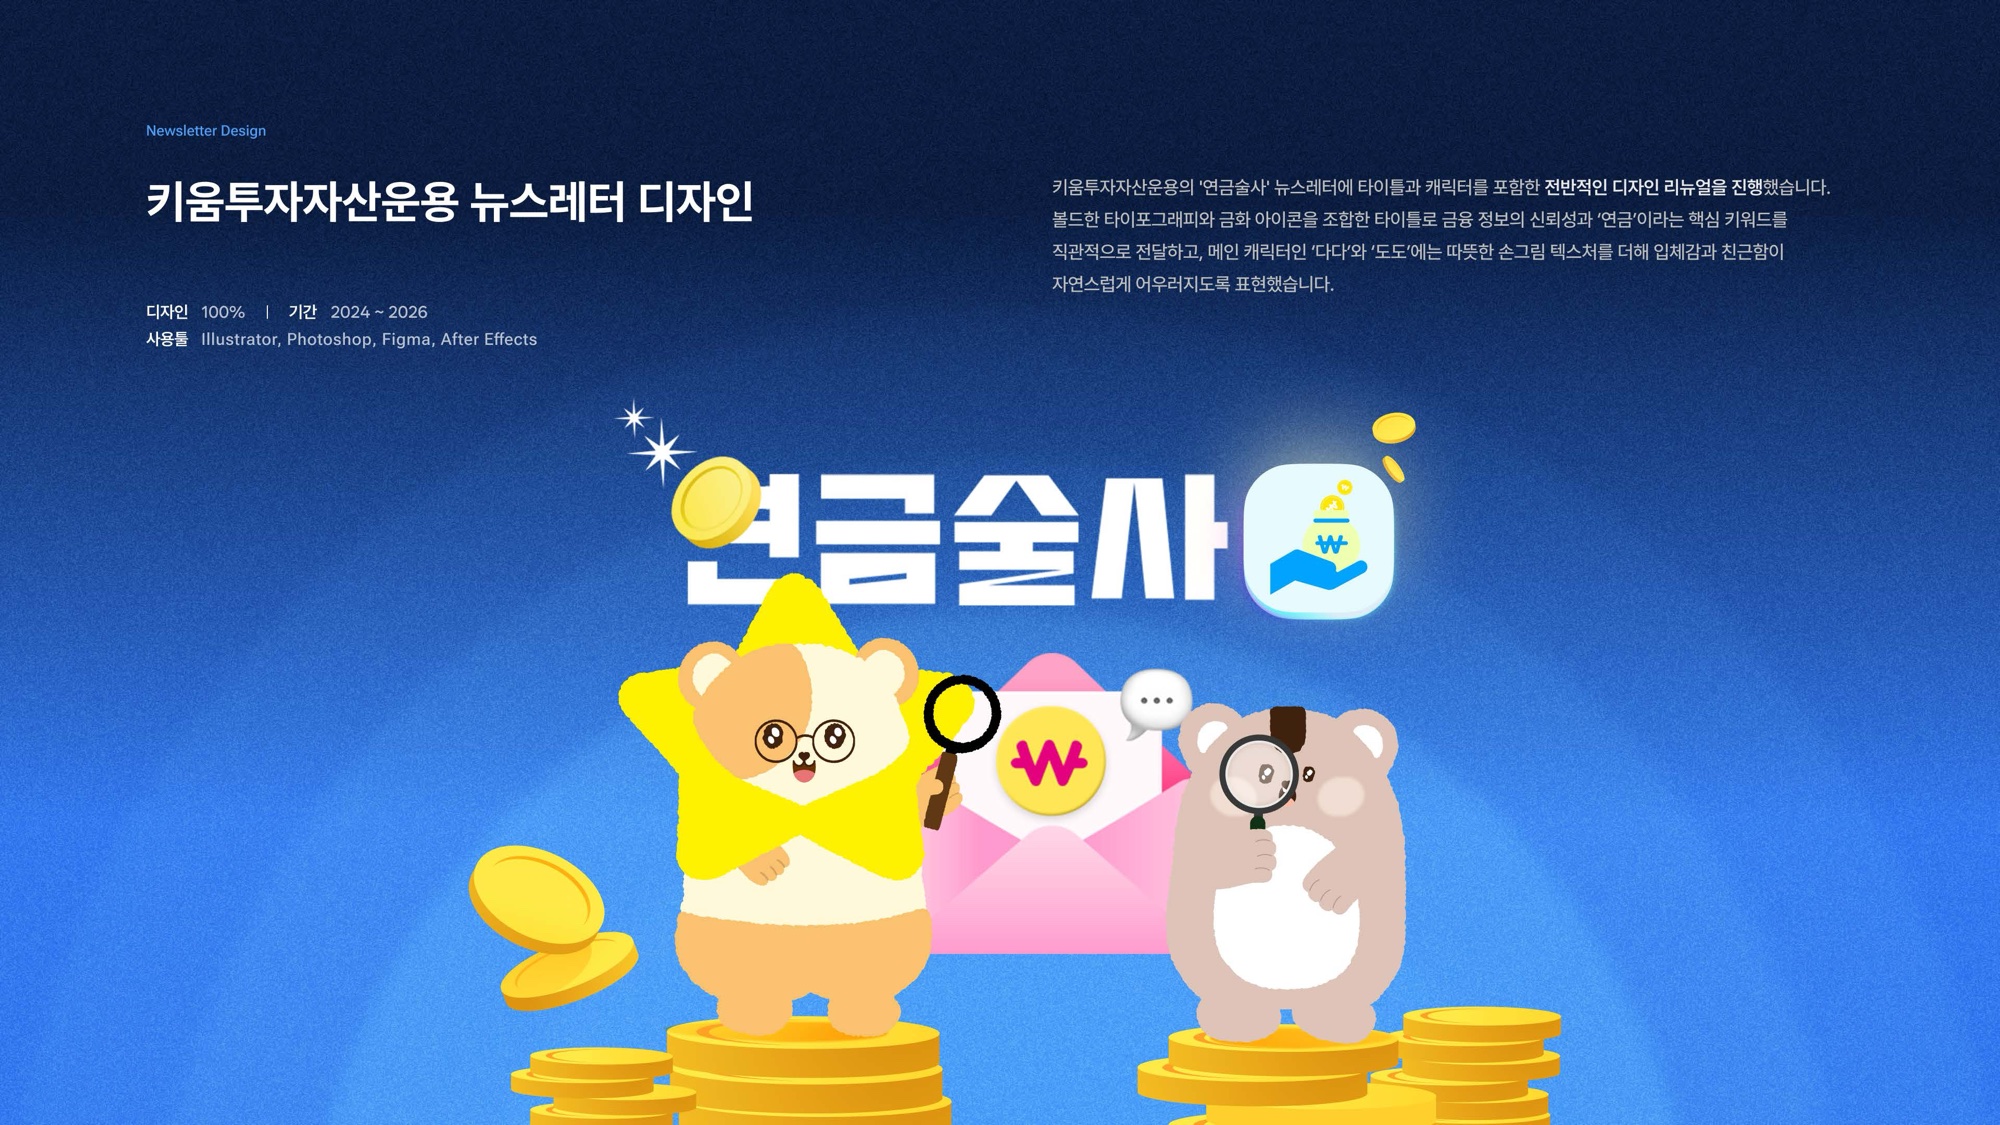 Newsletter Design
키움투자자산운용 뉴스레터 디자인
디자인 100% | 기간 2024 ~ 2026
사용툴 Illustrator, Photoshop, Figma, After Effects
키움투자자산운용의 '연금술사' 뉴스레터에 타이틀과 캐릭터를 포함한 전반적인 디자인 리뉴얼을 진행했습니다.
볼드한 타이포그래피와 금화 아이콘을 조합한 타이틀로 금융 정보의 신뢰성과 ‘연금’이라는 핵심 키워드를
직관적으로 전달하고, 메인 캐릭터인 ‘다다’와 ‘도도’에는 따뜻한 손그림 텍스처를 더해 입체감과 친근함이
자연스럽게 어우러지도록 표현했습니다.
연금술사
₩
₩